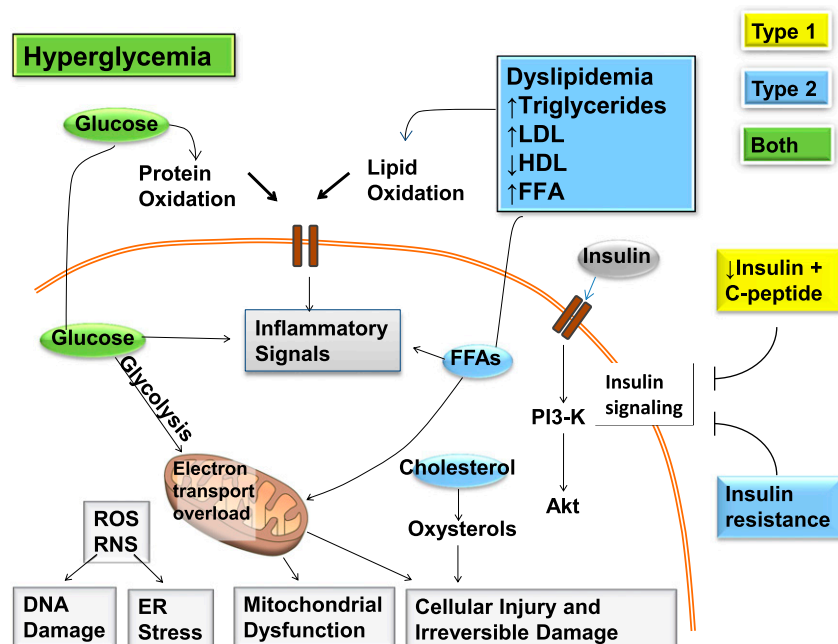 Hyperglycemia
Type 1
Type 2
Both
Dyslipidemia
↑Triglycerides
↑LDL
↓HDL
↑FFA
Glucose
Protein
Oxidation
Lipid
Oxidation
Insulin
↓Insulin +
C-peptide
Glucose
Inflammatory
Signals
FFAs
Glycolysis
Insulin
signaling
PI3-K
Electron
transport
overload
Cholesterol
Akt
Insulin
resistance
ROS
RNS
Oxysterols
DNA
Damage
ER
Stress
Mitochondrial
Dysfunction
Cellular Injury and
Irreversible Damage